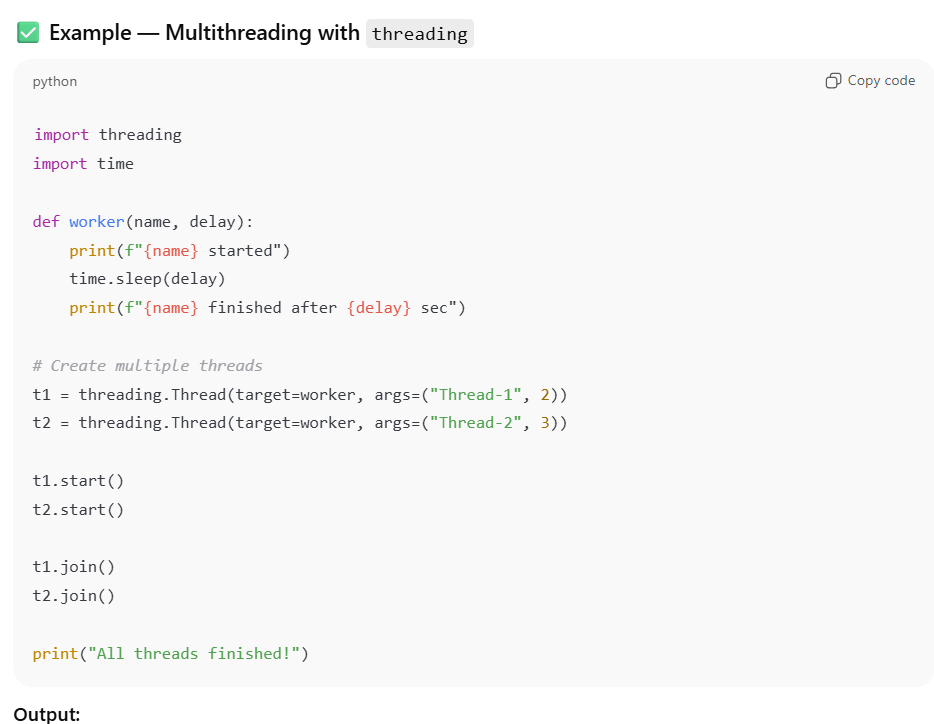 ✅ Example — Multithreading with threading
python
Copy code
import threading
import time
def worker(name, delay):
    print(f"{name} started")
    time.sleep(delay)
    print(f"{name} finished after {delay} sec")
# Create multiple threads
t1 = threading.Thread(target=worker, args=("Thread-1", 2))
t2 = threading.Thread(target=worker, args=("Thread-2", 3))
t1.start()
t2.start()
t1.join()
t2.join()
print("All threads finished!")
Output: